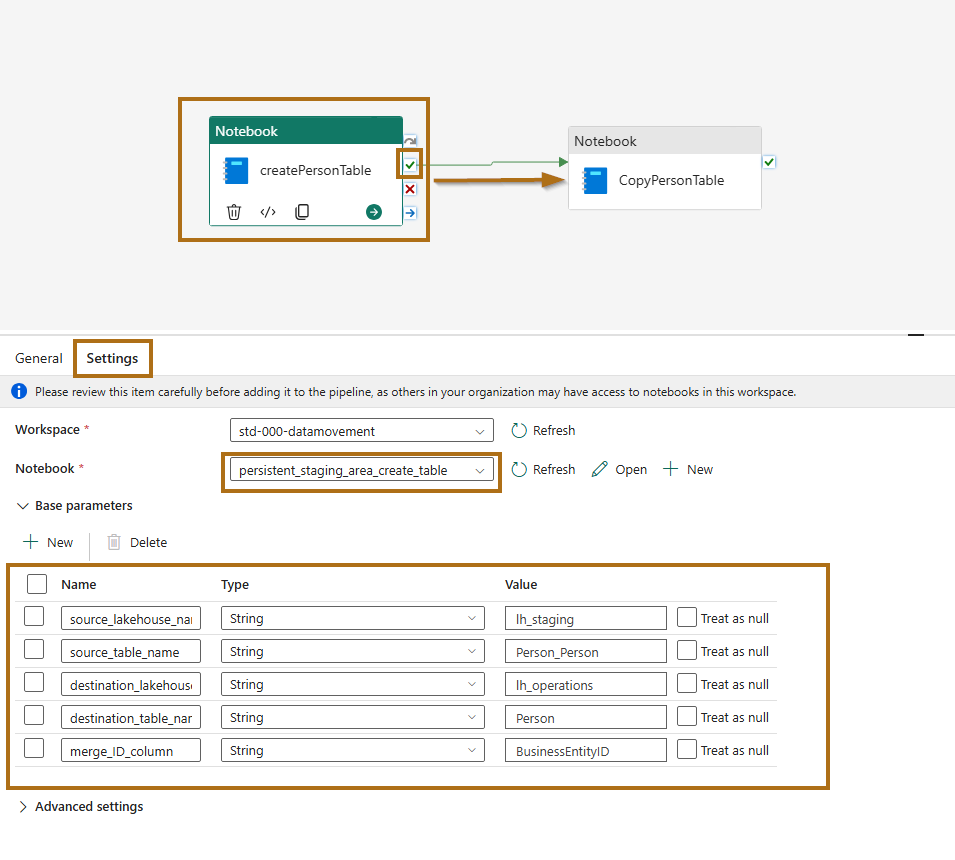 Notebook
createPersonTable
Notebook
CopyPersonTable
General Settings
Please review this item carefully before adding it to the pipeline, as others in your organization may have access to notebooks in this workspace.
Workspace * std-000-datamovement Refresh
Notebook * persistent_staging_area_create_table Refresh Open New
Base parameters
New Delete
Name Type Value
source_lakehouse_nar String lh_staging Treat as null
source_table_name String Person_Person Treat as null
destination_lakehouse String lh_operations Treat as null
destination_table_nar String Person Treat as null
merge_ID_column String BusinessEntityID Treat as null
Advanced settings